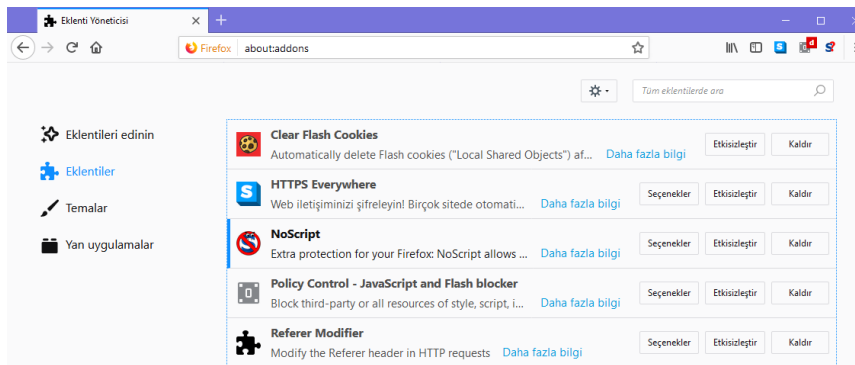 Eklenti Yöneticisi
Firefox about:addons
Tüm eklentilerde ara
Eklentileri edinin
Eklentiler
Temalar
Yan uygulamalar
Clear Flash Cookies
Automatically delete Flash cookies ("Local Shared Objects") af... Daha fazla bilgi
Etkisizleştir Kaldır
HTTPS Everywhere
Web iletişiminizi şifreleyin! Birçok sitede otomati... Daha fazla bilgi
Seçenekler Etkisizleştir Kaldır
NoScript
Extra protection for your Firefox: NoScript allows ... Daha fazla bilgi
Seçenekler Etkisizleştir Kaldır
Policy Control - JavaScript and Flash blocker
Block third-party or all resources of style, script, i... Daha fazla bilgi
Seçenekler Etkisizleştir Kaldır
Referer Modifier
Modify the Referer header in HTTP requests Daha fazla bilgi
Seçenekler Etkisizleştir Kaldır